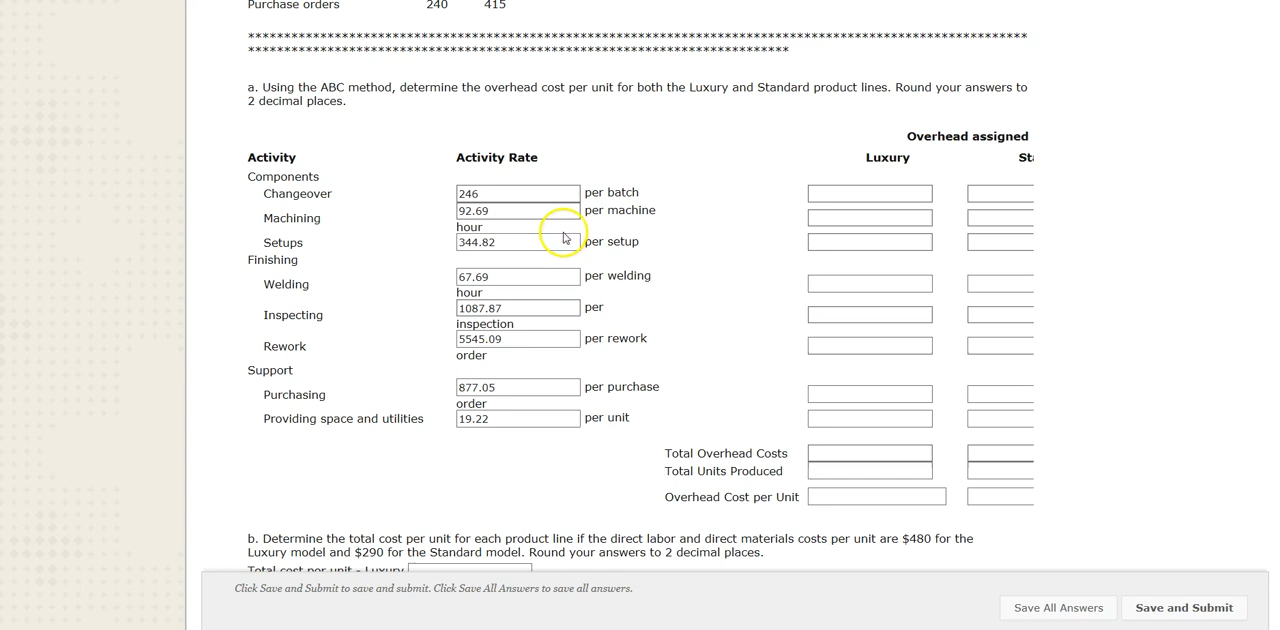 Purchase orders 240 415
************************************************************************************************************
***************************************************************************
a. Using the ABC method, determine the overhead cost per unit for both the Luxury and Standard product lines. Round your answers to
2 decimal places.
Overhead assigned
Activity Activity Rate Luxury
Components
Changeover 246 per batch
Machining 92.69 per machine
hour
Setups 344.82 per setup
Finishing
Welding 67.69 per welding
hour
Inspecting 1087.87 per
inspection
Rework 5545.09 per rework
order
Support
Purchasing 877.05 per purchase
order
Providing space and utilities 19.22 per unit
Total Overhead Costs
Total Units Produced
Overhead Cost per Unit
b. Determine the total cost per unit for each product line if the direct labor and direct materials costs per unit are $480 for the
Luxury model and $290 for the Standard model. Round your answers to 2 decimal places.
Total cost per unit - Luxury
Click Save and Submit to save and submit. Click Save All Answers to save all answers.
Save All Answers Save and Submit